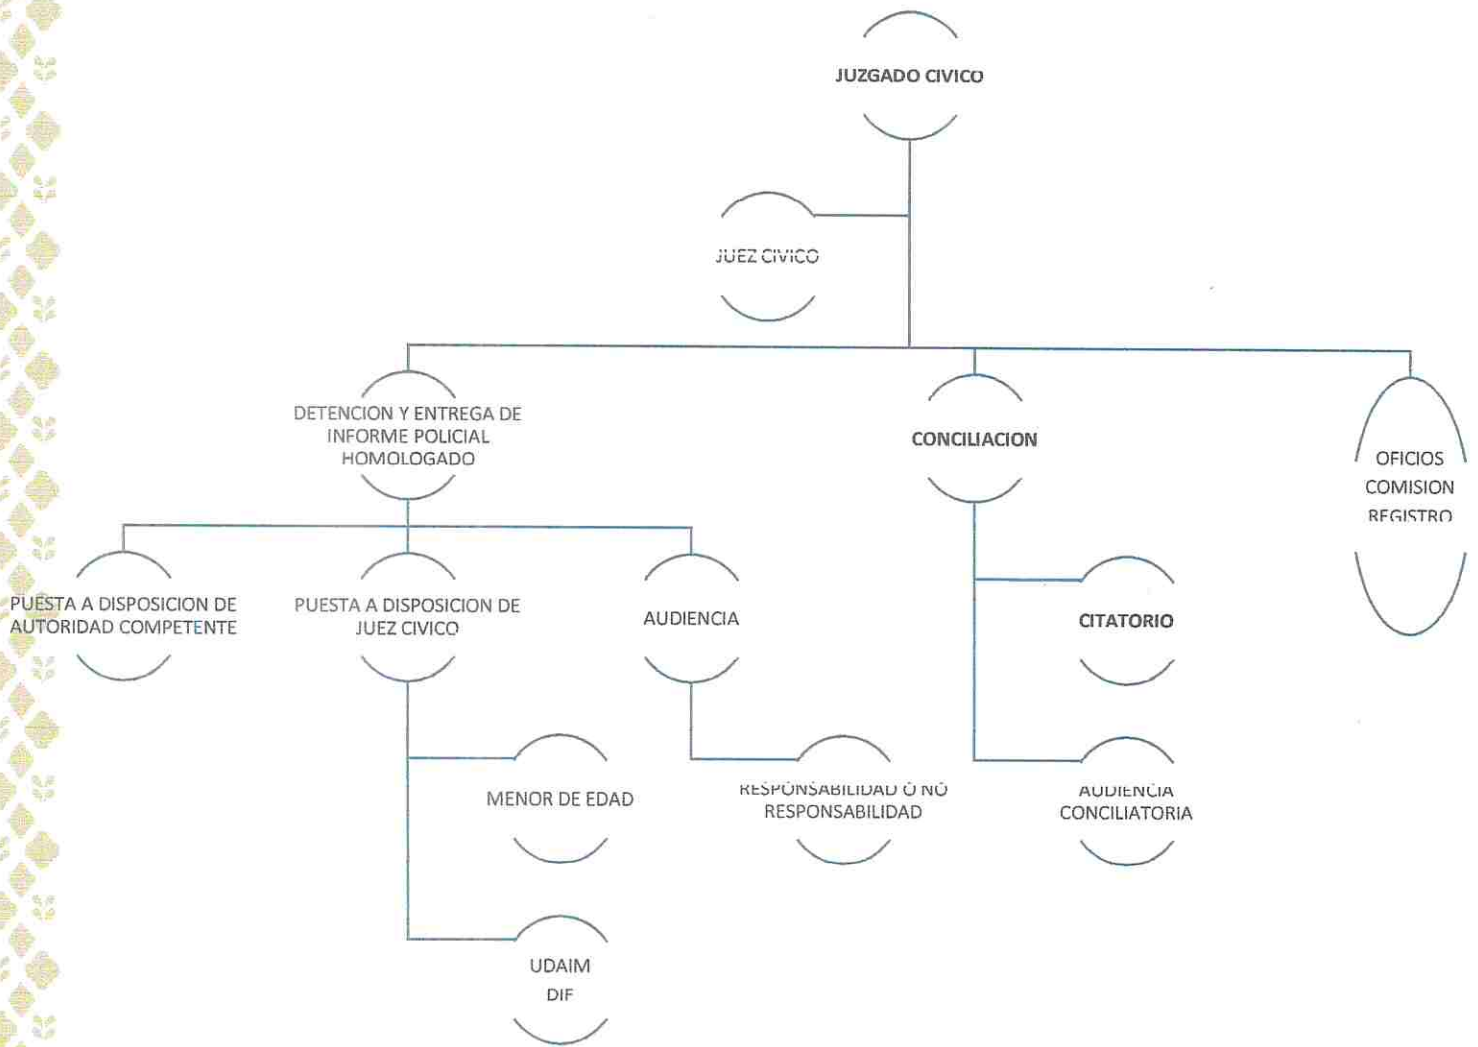 JUZGADO CIVICO
JUEZ CIVICO
DETENCION Y ENTREGA DE
INFORME POLICIAL
HOMOLOGADO
CONCILIACION
OFICIOS
COMISION
REGISTRO
PUESTA A DISPOSICION DE
AUTORIDAD COMPETENTE
PUESTA A DISPOSICION DE
JUEZ CIVICO
AUDIENCIA
CITATORIO
MENOR DE EDAD
RESPONSABILIDAD O NO
RESPONSABILIDAD
AUDIENCIA
CONCILIATORIA
UDAIM
DIF